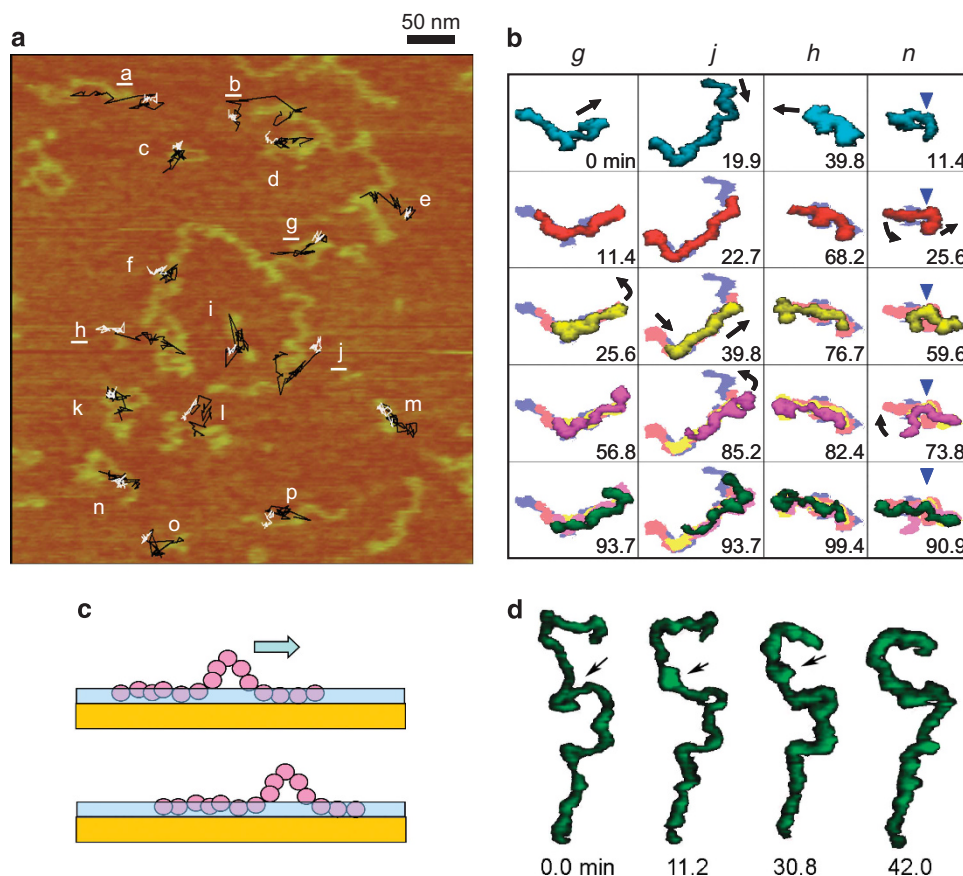 50 nm
a
b
g j h n
a
b
c
d
e
g
f
h
i
j
k
l
m
n
o
p
0 min 19.9 39.8 11.4
11.4 22.7 68.2 25.6
25.6 39.8 76.7 59.6
56.8 85.2 82.4 73.8
93.7 93.7 99.4 90.9
c
d
0.0 min 11.2 30.8 42.0